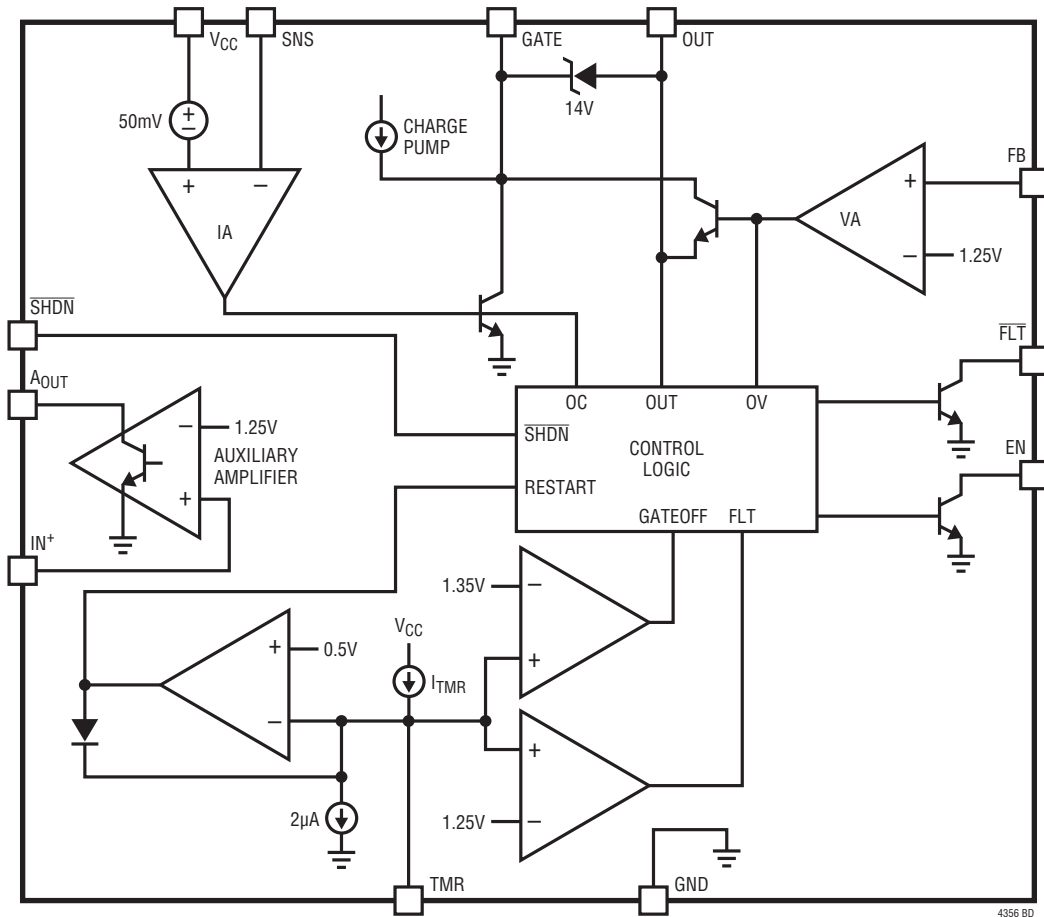 VCC
SNS
GATE
OUT
50mV
+
−
14V
CHARGE
PUMP
FB
+
−
IA
+
VA
−
1.25V
SHDN
FLT
AOUT
−
1.25V
AUXILIARY
AMPLIFIER
+
OC
OUT
OV
SHDN
CONTROL
LOGIC
EN
RESTART
GATEOFF
FLT
IN+
1.35V
−
+
0.5V
VCC
+
ITMR
−
+
2µA
1.25V
−
TMR
GND
4356 BD